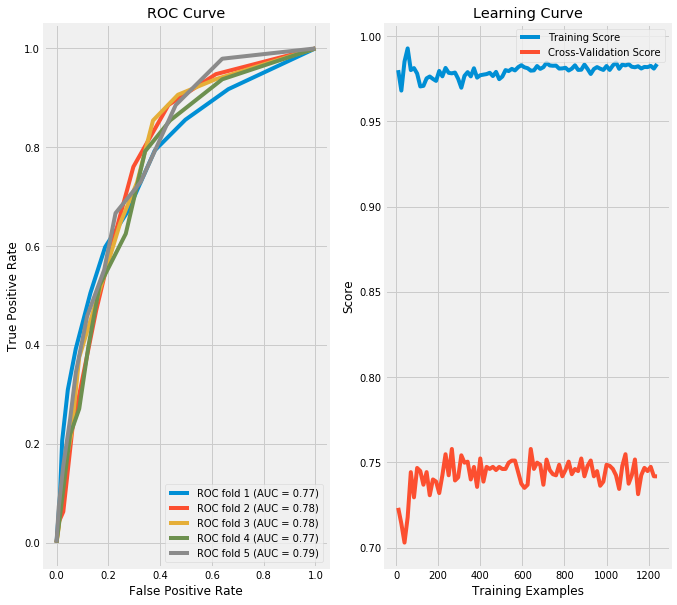 ROC Curve
True Positive Rate
1.0
0.8
0.6
0.4
0.2
0.0
0.0 0.2 0.4 0.6 0.8 1.0
False Positive Rate
ROC fold 1 (AUC = 0.77)
ROC fold 2 (AUC = 0.78)
ROC fold 3 (AUC = 0.78)
ROC fold 4 (AUC = 0.77)
ROC fold 5 (AUC = 0.79)
Learning Curve
Score
1.00
0.95
0.90
0.85
0.80
0.75
0.70
0 200 400 600 800 1000 1200
Training Examples
Training Score
Cross-Validation Score